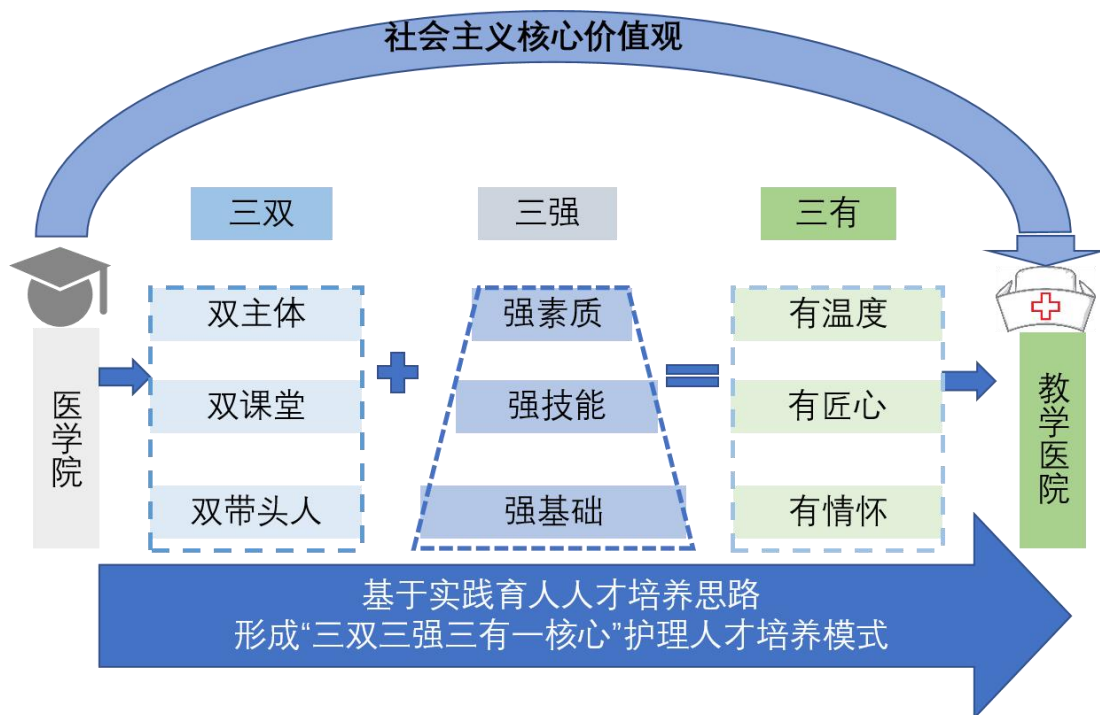 社会主义核心价值观
三双
三强
三有
医学院
双主体
双课堂
双带头人
强素质
强技能
强基础
有温度
有匠心
有情怀
教学医院
基于实践育人人才培养思路
形成“三双三强三有一核心”护理人才培养模式